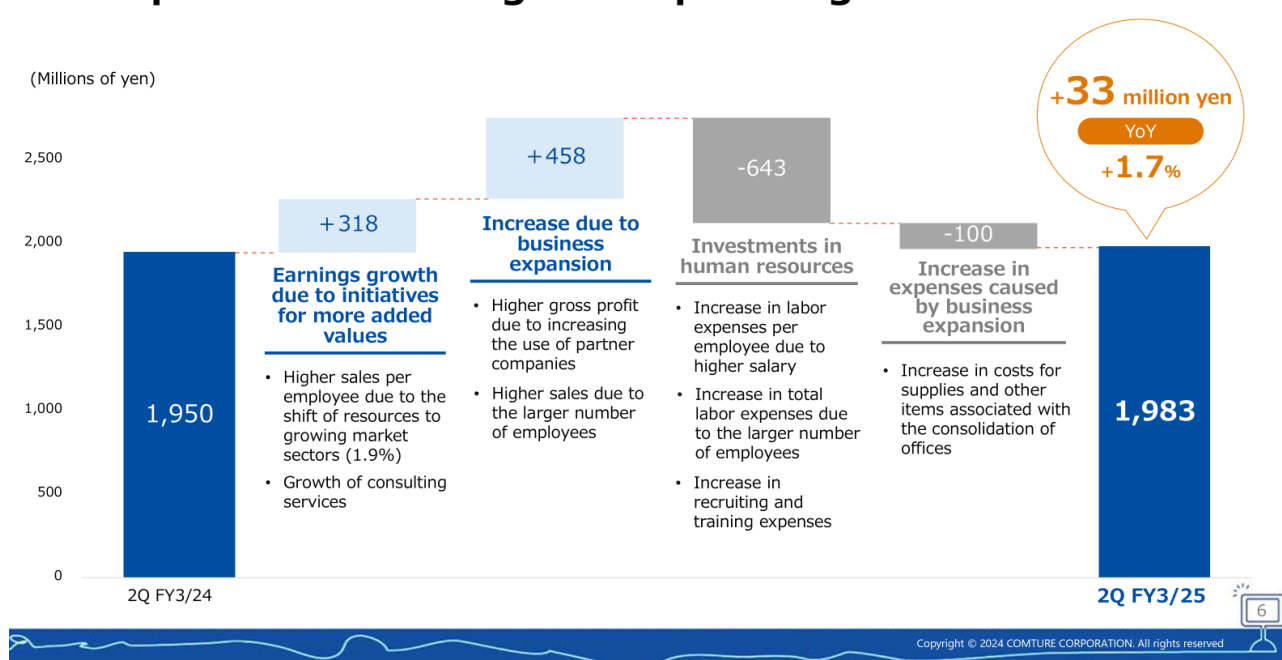 (Millions of yen)
2,500
2,000
1,500
1,000
500
0
1,950
2Q FY3/24
+318
Earnings growth
due to initiatives
for more added
values
• Higher sales per
employee due to the
shift of resources to
growing market
sectors (1.9%)
• Growth of consulting
services
+458
Increase due to
business
expansion
• Higher gross profit
due to increasing
the use of partner
companies
• Higher sales due to
the larger number
of employees
-643
Investments in
human resources
• Increase in labor
expenses per
employee due to
higher salary
• Increase in total
labor expenses due
to the larger number
of employees
• Increase in
recruiting and
training expenses
-100
Increase in
expenses caused
by business
expansion
• Increase in costs for
supplies and other
items associated with
the consolidation of
offices
+33 million yen
YoY
+1.7%
1,983
2Q FY3/25
6
Copyright © 2024 COMTURE CORPORATION. All rights reserved